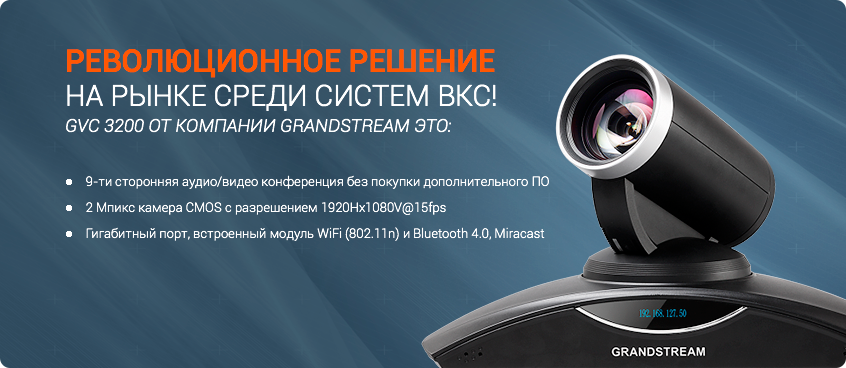 РЕВОЛЮЦИОННОЕ РЕШЕНИЕ
НА РЫНКЕ СРЕДИ СИСТЕМ ВКС!
GVC 3200 ОТ КОМПАНИИ GRANDSTREAM ЭТО:
9-ти сторонняя аудио/видео конференция без покупки дополнительного ПО
2 Мпикс камера CMOS с разрешением 1920Hx1080V@15fps
Гигабитный порт, встроенный модуль WiFi (802.11n) и Bluetooth 4.0, Miracast
192.168.127.50
GRANDSTREAM